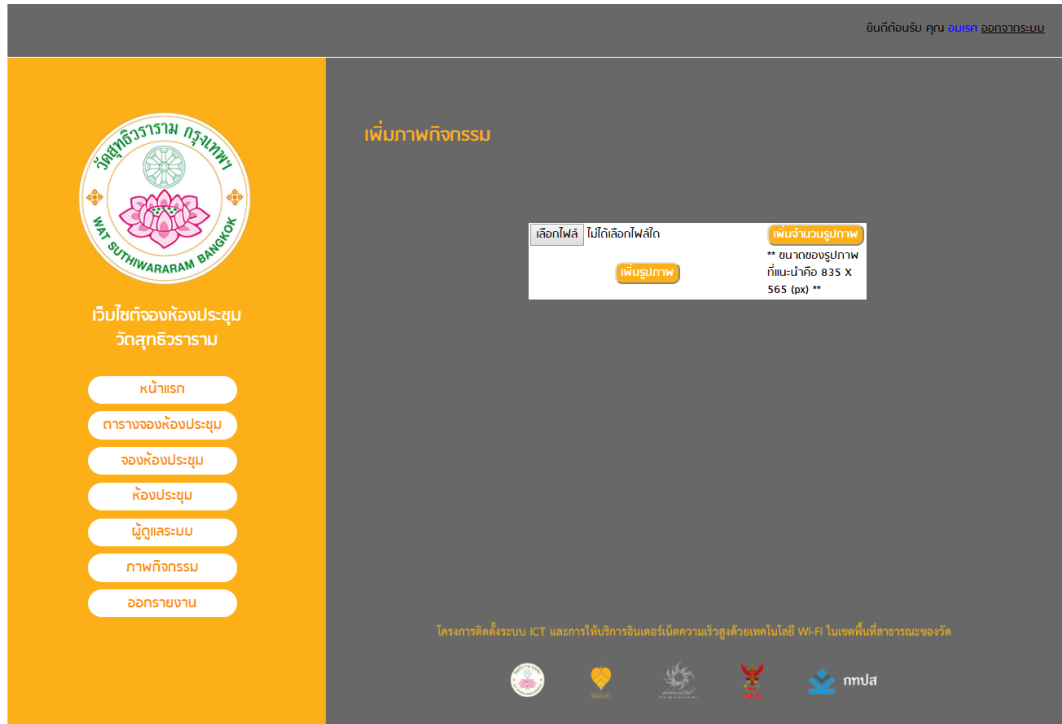 ยินดีต้อนรับ คุณ อมเรศ ออกจากระบบ
วัดสุทธิวราราม กรุงเทพฯ
WAT SUTHIWARARAM BANGKOK
เว็บไซต์จองห้องประชุม
วัดสุทธิวราราม
หน้าแรก
ตารางจองห้องประชุม
จองห้องประชุม
ห้องประชุม
ผู้ดูแลระบบ
ภาพกิจกรรม
ออกรายงาน
เพิ่มภาพกิจกรรม
เลือกไฟล์ ไม่ได้เลือกไฟล์ใด
เพิ่มจำนวนรูปภาพ
เพิ่มรูปภาพ
** ขนาดของรูปภาพ
ที่แนะนำคือ 835 X
565 (px) **
โครงการติดตั้งระบบ ICT และการให้บริการอินเตอร์เน็ตความเร็วสูงด้วยเทคโนโลยี WI-FI ในเขตพื้นที่สาธารณะของวัด
กทปส